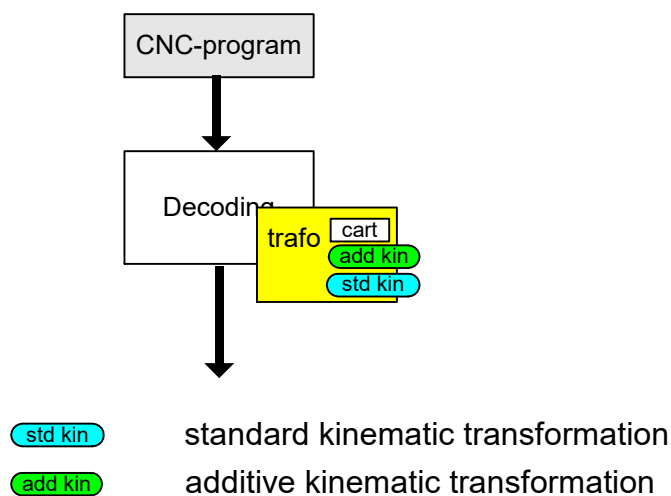 CNC-program
Decoding
trafo
cart
add kin
std kin
std kin standard kinematic transformation
add kin additive kinematic transformation